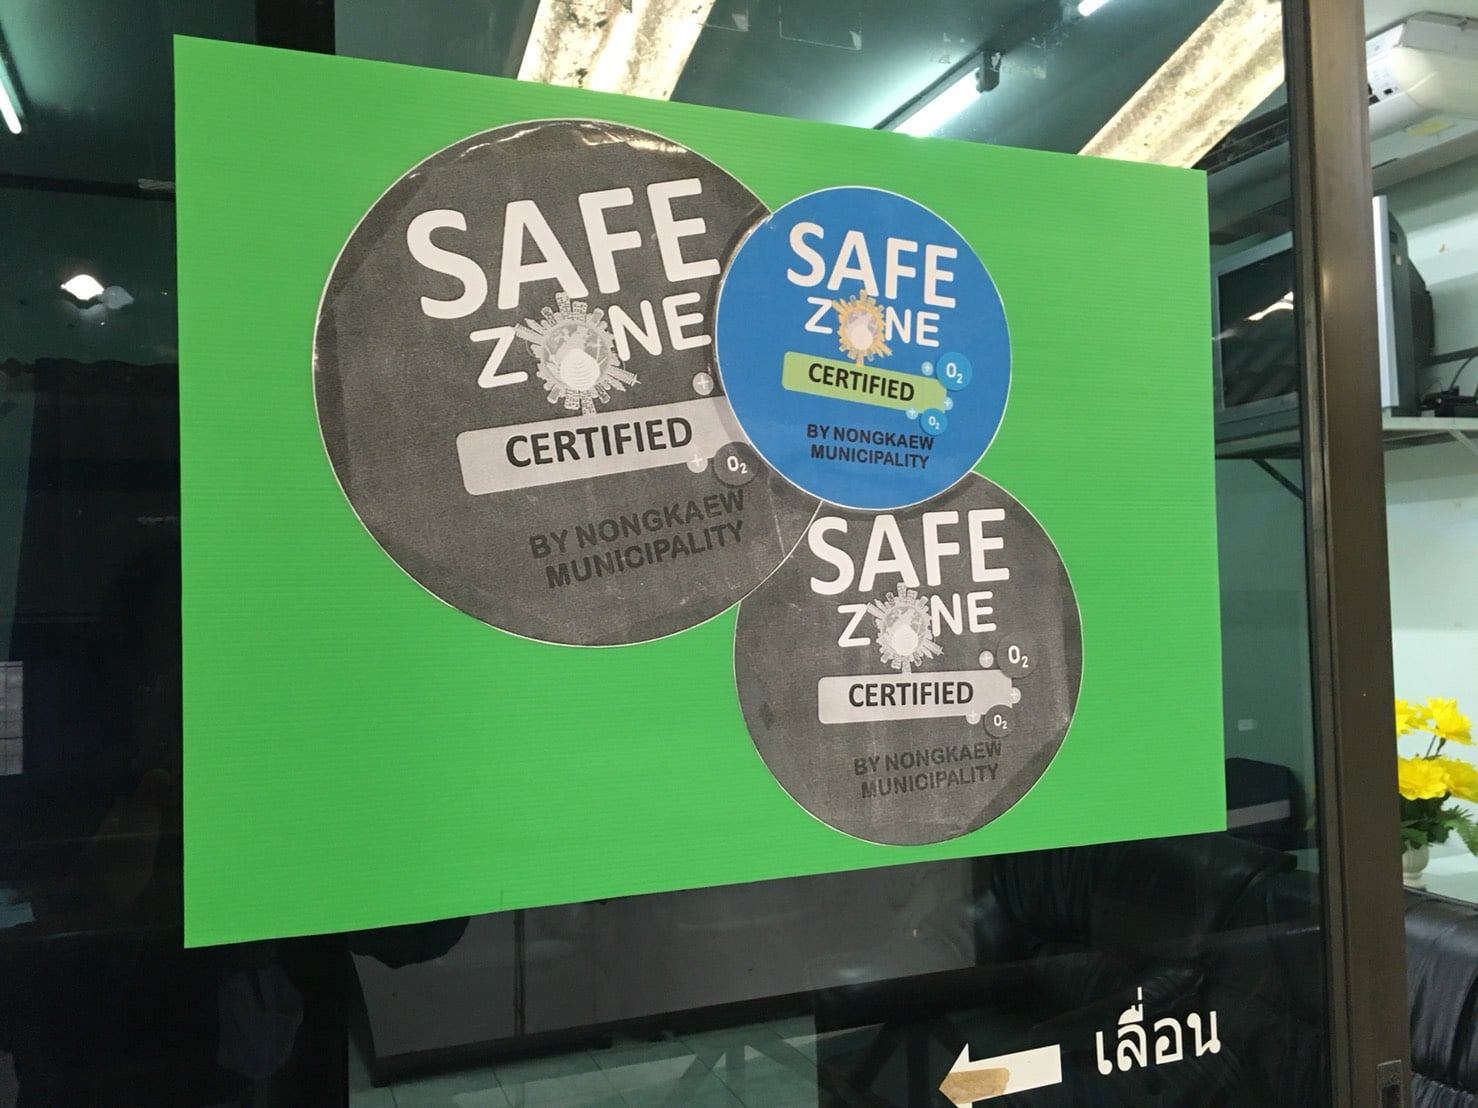 SAFE
ZONE
CERTIFIED
O2
BY NONGKAEW
MUNICIPALITY
SAFE
ZONE
CERTIFIED
O2
O2
BY NONGKAEW
MUNICIPALITY
SAFE
ZONE
CERTIFIED
O2
O2
BY NONGKAEW
MUNICIPALITY
เลื่อน